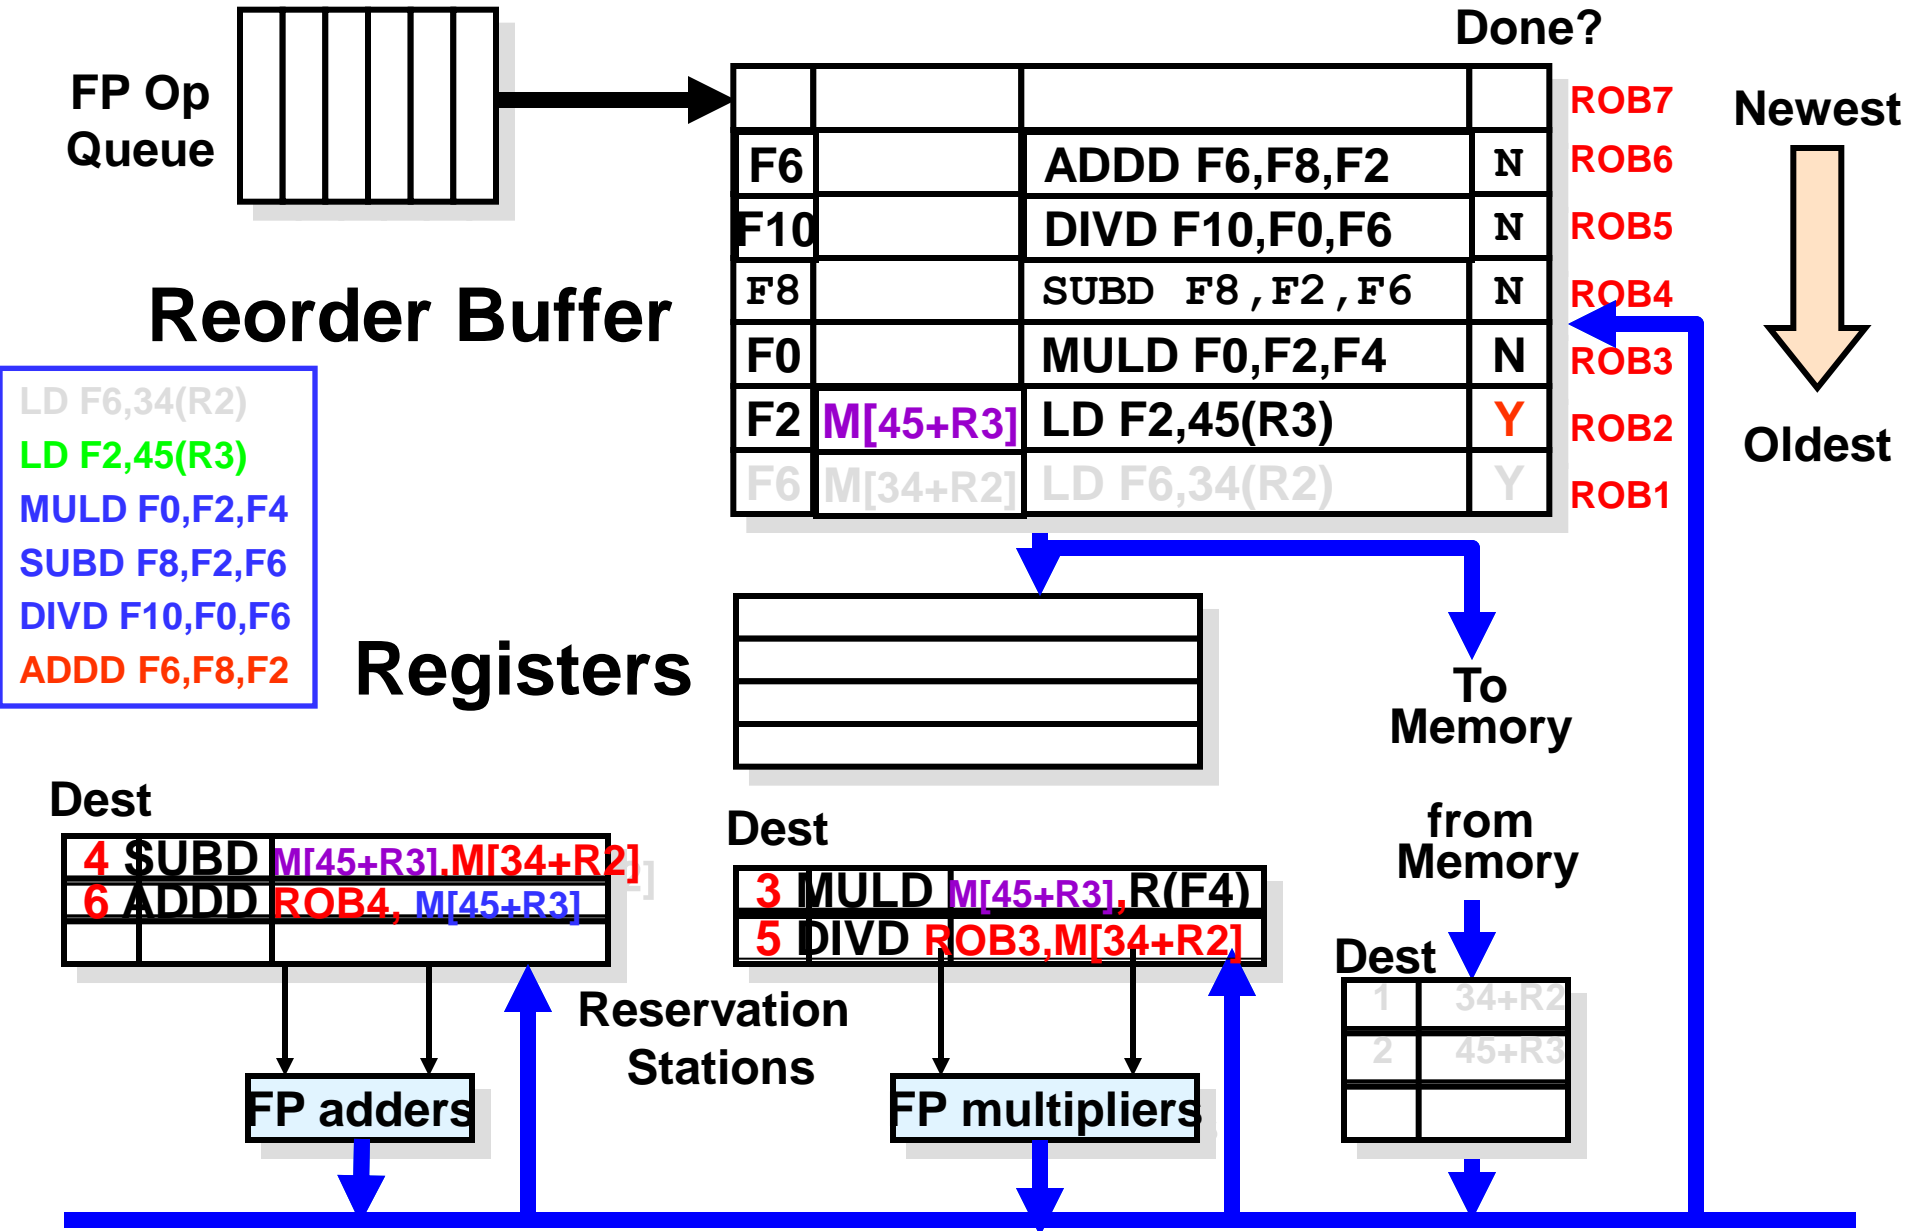 Done?
FP Op
Queue
ROB7
Newest
F6 ADDD F6,F8,F2 N ROB6
F10 DIVD F10,F0,F6 N ROB5
F8 SUBD F8,F2,F6 N ROB4
Reorder Buffer
F0 MULD F0,F2,F4 N ROB3
F2 M[45+R3] LD F2,45(R3) Y ROB2
Oldest
F6 M[34+R2] LD F6,34(R2) Y ROB1
LD F6,34(R2)
LD F2,45(R3)
MULD F0,F2,F4
SUBD F8,F2,F6
DIVD F10,F0,F6
ADDD F6,F8,F2
Registers
To
Memory
Dest
4 SUBD M[45+R3],M[34+R2]
6 ADDD ROB4, M[45+R3]
Dest
3 MULD M[45+R3],R(F4)
5 DIVD ROB3,M[34+R2]
from
Memory
Dest
1 34+R2
2 45+R3
Reservation
Stations
FP adders
FP multipliers